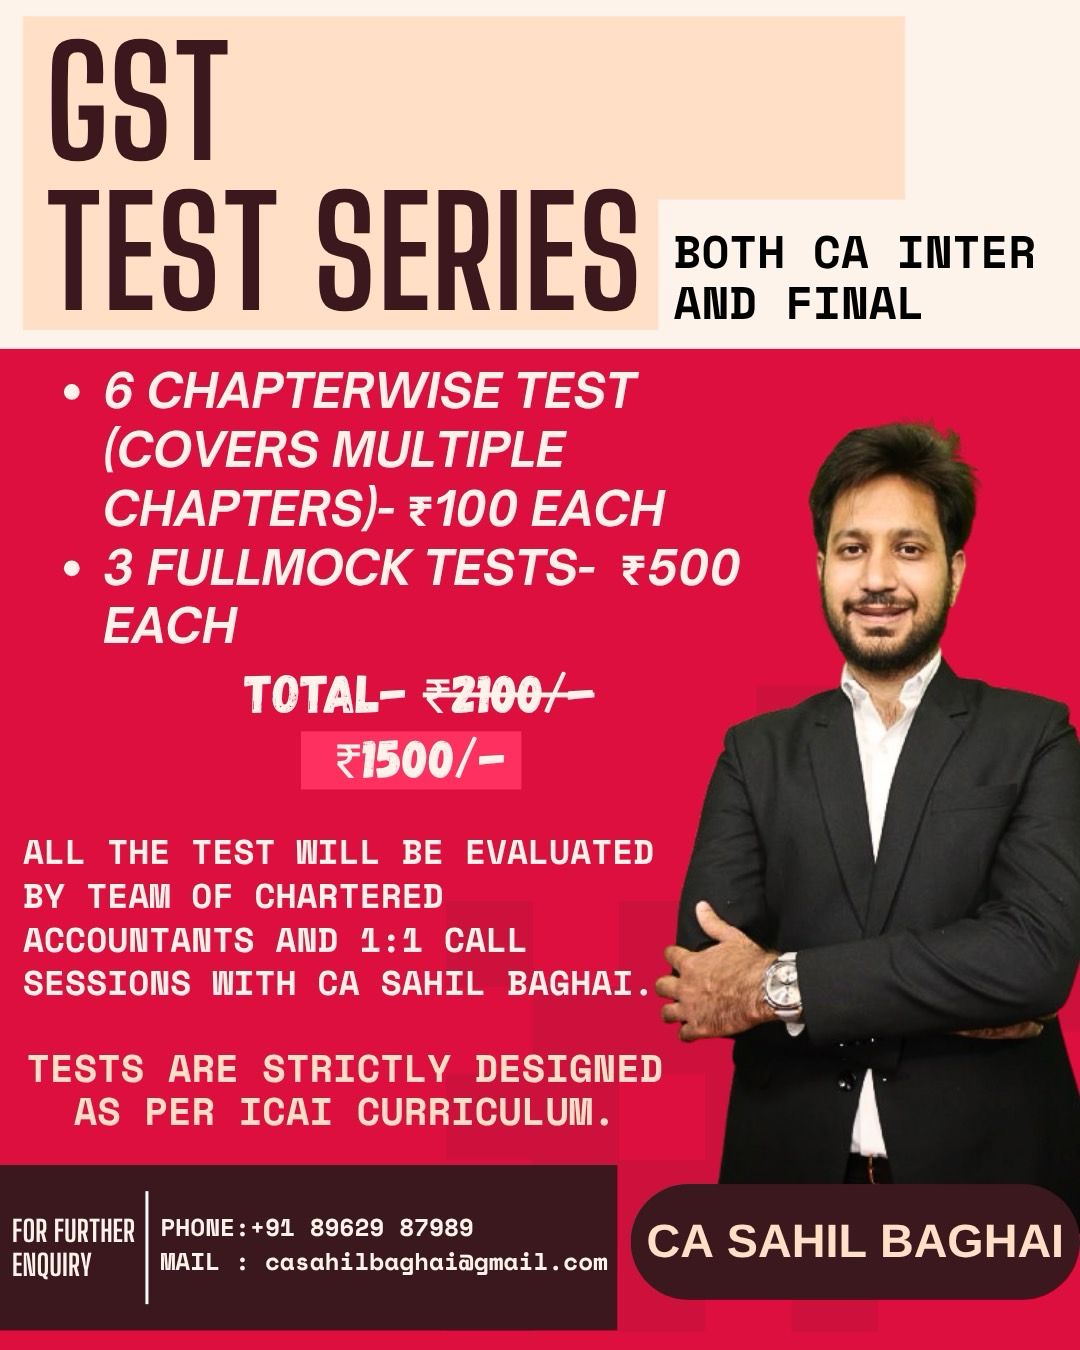 GST
TEST SERIES
BOTH CA INTER
AND FINAL
• 6 CHAPTERWISE TEST
(COVERS MULTIPLE
CHAPTERS)- ₹100 EACH
• 3 FULLMOCK TESTS- ₹500
EACH
TOTAL- ₹2100/-
₹1500/-
ALL THE TEST WILL BE EVALUATED
BY TEAM OF CHARTERED
ACCOUNTANTS AND 1:1 CALL
SESSIONS WITH CA SAHIL BAGHAI.
TESTS ARE STRICTLY DESIGNED
AS PER ICAI CURRICULUM.
FOR FURTHER
ENQUIRY
PHONE:+91 89629 87989
MAIL : casahilbaghai@gmail.com
CA SAHIL BAGHAI